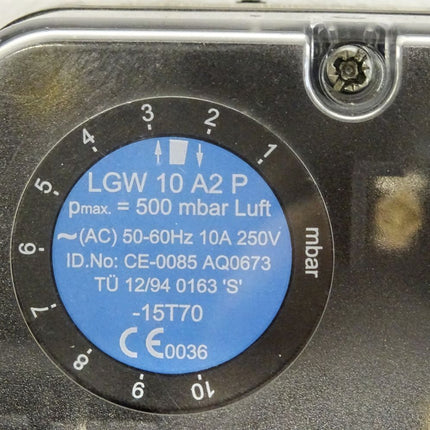 1
2
3
4
5
6
7
8
9
10
mbar
LGW 10 A2 P
pmax. = 500 mbar Luft
~(AC) 50-60Hz 10A 250V
ID.No: CE-0085 AQ0673
TÜ 12/94 0163 'S'
-15T70
CE0036